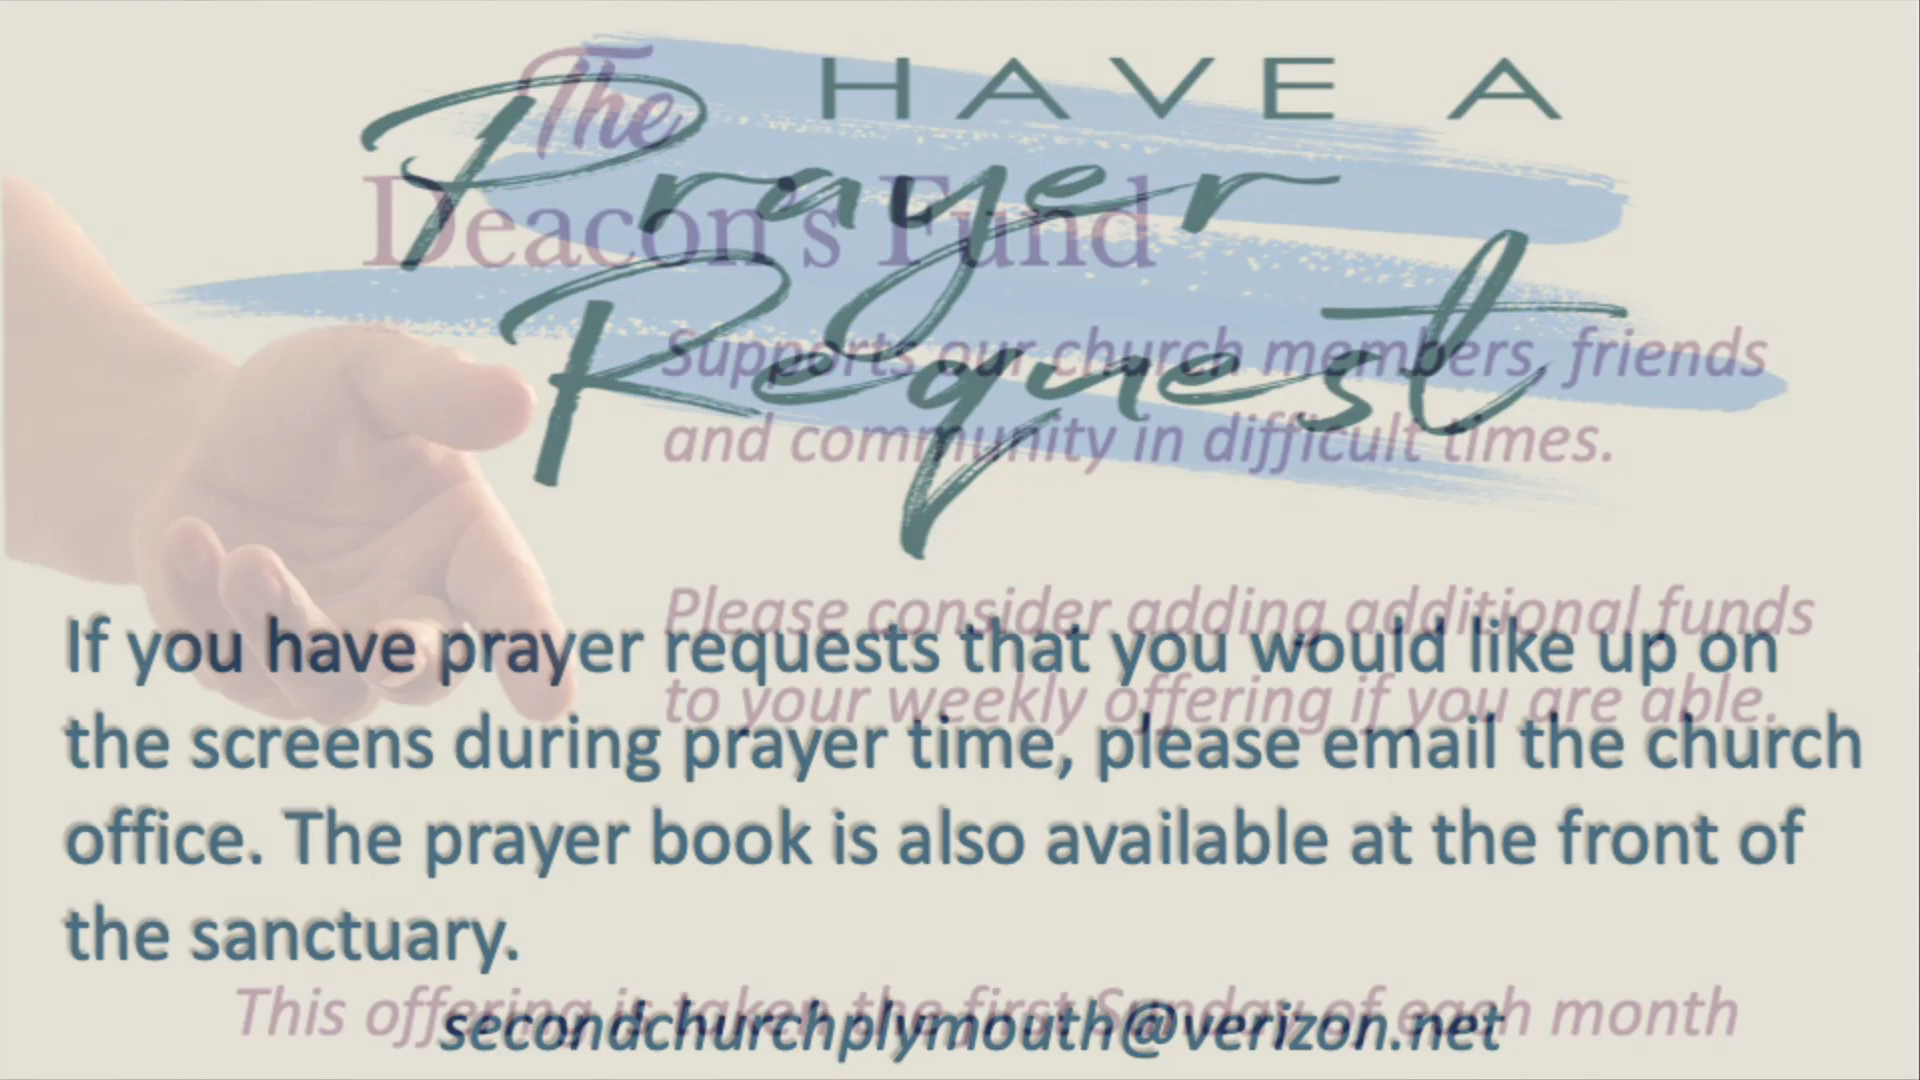 HAVE A
Prayer
Request
If you have prayer requests that you would like up on
the screens during prayer time, please email the church
office. The prayer book is also available at the front of
the sanctuary.
secondchurchplymouth@verizon.net
The
Deacon's Fund
Supports our church members, friends
and community in difficult times.
Please consider adding additional funds
to your weekly offering if you are able.
This offering is taken the first Sunday of each month